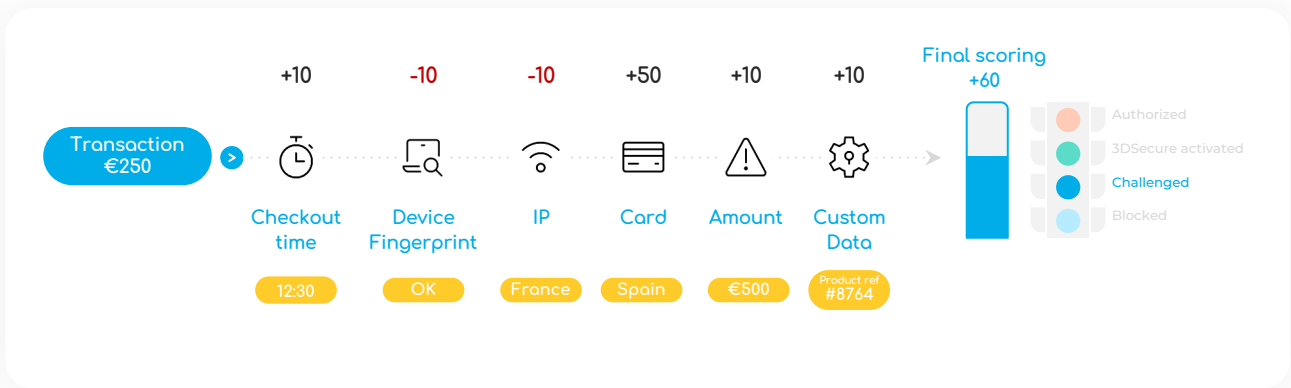 Final scoring
+60
+10
-10
-10
+50
+10
+10
Transaction
€250
>
Checkout
time
Device
Fingerprint
IP
Card
Amount
Custom
Data
12:30
OK
France
Spain
€500
Product ref
#8764
Authorized
3DSecure activated
Challenged
Blocked